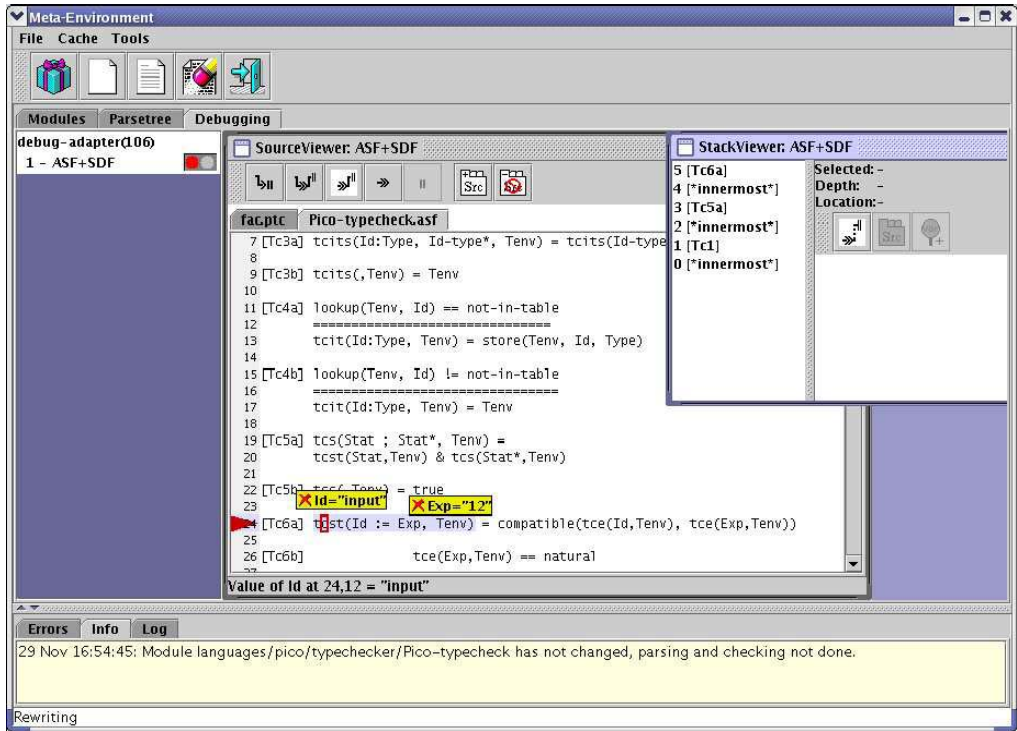 Meta-Environment
File Cache Tools
Modules Parsetree Debugging
debug-adapter(106)
1 - ASF+SDF
SourceViewer: ASF+SDF
Src
fac.ptc Pico-typecheck.asf
7 [Tc3a] tcits(Id:Type, Id-type*, Tenv) = tcits(Id-type
8
9 [Tc3b] tcits(,Tenv) = Tenv
10
11 [Tc4a] lookup(Tenv, Id) == not-in-table
12 ===============================
13 tcit(Id:Type, Tenv) = store(Tenv, Id, Type)
14
15 [Tc4b] lookup(Tenv, Id) != not-in-table
16 ================================
17 tcit(Id:Type, Tenv) = Tenv
18
19 [Tc5a] tcs(Stat ; Stat*, Tenv) =
20 tcst(Stat,Tenv) & tcs(Stat*,Tenv)
21
22 [Tc5b] tcs( Tenv) = true
23 Id="input" Exp="12"
24 [Tc6a] tcst(Id := Exp, Tenv) = compatible(tce(Id,Tenv), tce(Exp,Tenv))
25
26 [Tc6b] tce(Exp,Tenv) == natural
27
Value of Id at 24,12 = "input"
StackViewer: ASF+SDF
5 [Tc6a]
4 [*innermost*]
3 [Tc5a]
2 [*innermost*]
1 [Tc1]
0 [*innermost*]
Selected: -
Depth: -
Location:-
Src
Errors Info Log
29 Nov 16:54:45: Module languages/pico/typechecker/Pico-typecheck has not changed, parsing and checking not done.
Rewriting